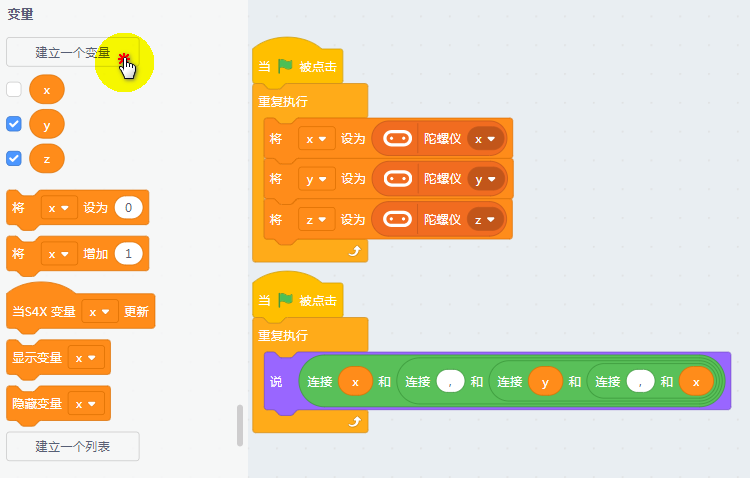 变量
建立一个变量
x
y
z
将 x 设为 0
将 x 增加 1
当S4X 变量 x 更新
显示变量 x
隐藏变量 x
建立一个列表
当 被点击
重复执行
将 x 设为 陀螺仪 x
将 y 设为 陀螺仪 y
将 z 设为 陀螺仪 z
当 被点击
重复执行
说 连接 x 和 连接 , 和 连接 y 和 连接 , 和 x